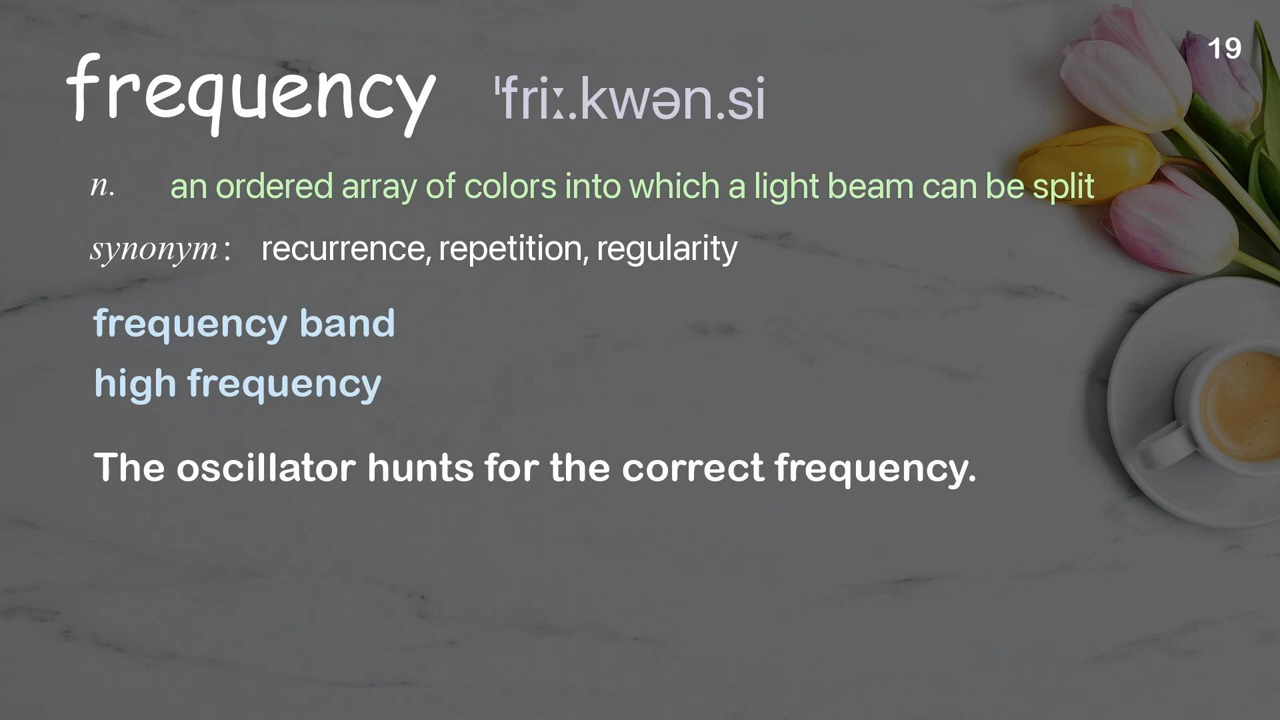 19
frequency ˈfriː.kwən.si
n. an ordered array of colors into which a light beam can be split
synonym: recurrence, repetition, regularity
frequency band
high frequency
The oscillator hunts for the correct frequency.